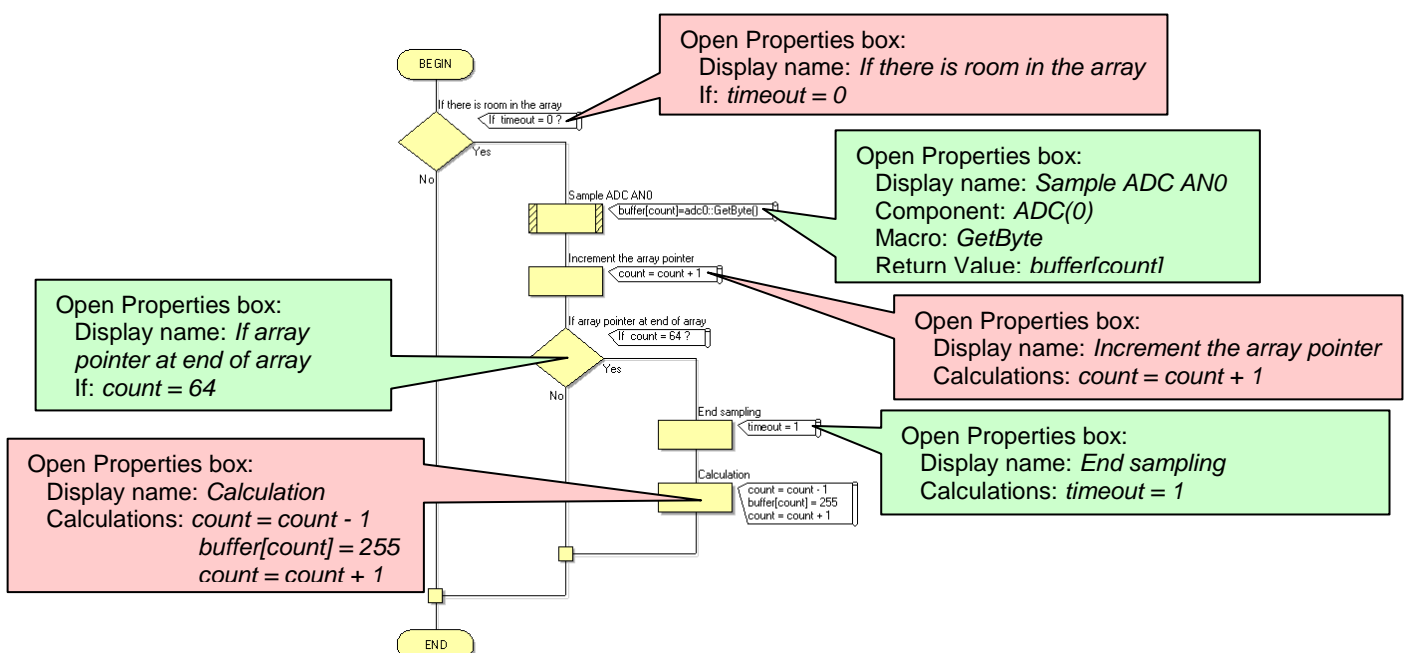 Open Properties box:
Display name: If there is room in the array
If: timeout = 0
BEGIN
If there is room in the array
If timeout = 0 ?
Yes
No
Open Properties box:
Display name: Sample ADC AN0
Component: ADC(0)
Macro: GetByte
Return Value: buffer[count]
Sample ADC AN0
buffer[count]=adc0::GetByte()
Increment the array pointer
count = count + 1
Open Properties box:
Display name: If array
pointer at end of array
If: count = 64
If array pointer at end of array
If count = 64 ?
Yes
No
Open Properties box:
Display name: Increment the array pointer
Calculations: count = count + 1
End sampling
timeout = 1
Open Properties box:
Display name: End sampling
Calculations: timeout = 1
Open Properties box:
Display name: Calculation
Calculations: count = count - 1
buffer[count] = 255
count = count + 1
Calculation
count = count - 1
buffer[count] = 255
count = count + 1
END